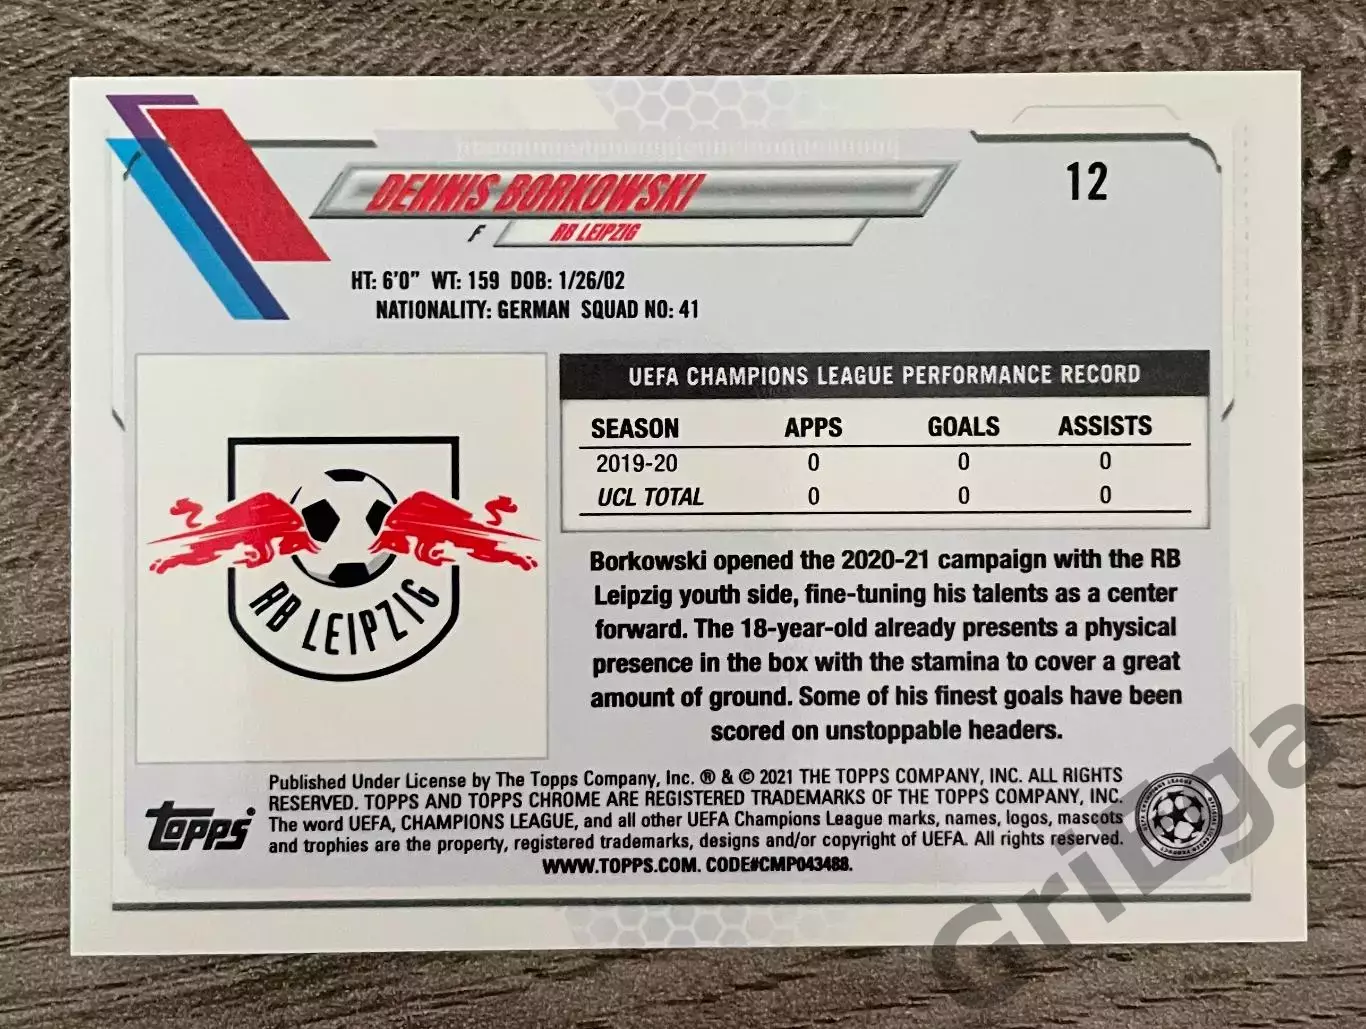 12
DENNIS BORKOWSKI
F RB LEIPZIG
HT: 6'0" WT: 159 DOB: 1/26/02
NATIONALITY: GERMAN SQUAD NO: 41
UEFA CHAMPIONS LEAGUE PERFORMANCE RECORD
SEASON APPS GOALS ASSISTS
2019-20 0 0 0
UCL TOTAL 0 0 0
RB LEIPZIG
Borkowski opened the 2020-21 campaign with the RB
Leipzig youth side, fine-tuning his talents as a center
forward. The 18-year-old already presents a physical
presence in the box with the stamina to cover a great
amount of ground. Some of his finest goals have been
scored on unstoppable headers.
Topps
Published Under License by The Topps Company, Inc. ® & © 2021 THE TOPPS COMPANY, INC. ALL RIGHTS
RESERVED. TOPPS AND TOPPS CHROME ARE REGISTERED TRADEMARKS OF THE TOPPS COMPANY, INC.
The word UEFA, CHAMPIONS LEAGUE, and all other UEFA Champions League marks, names, logos, mascots
and trophies are the property, registered trademarks, designs and/or copyright of UEFA. All rights reserved.
WWW.TOPPS.COM. CODE#CMP043488.
UEFA CHAMPIONS LEAGUE OFFICIAL LICENSED PRODUCT
GriEga